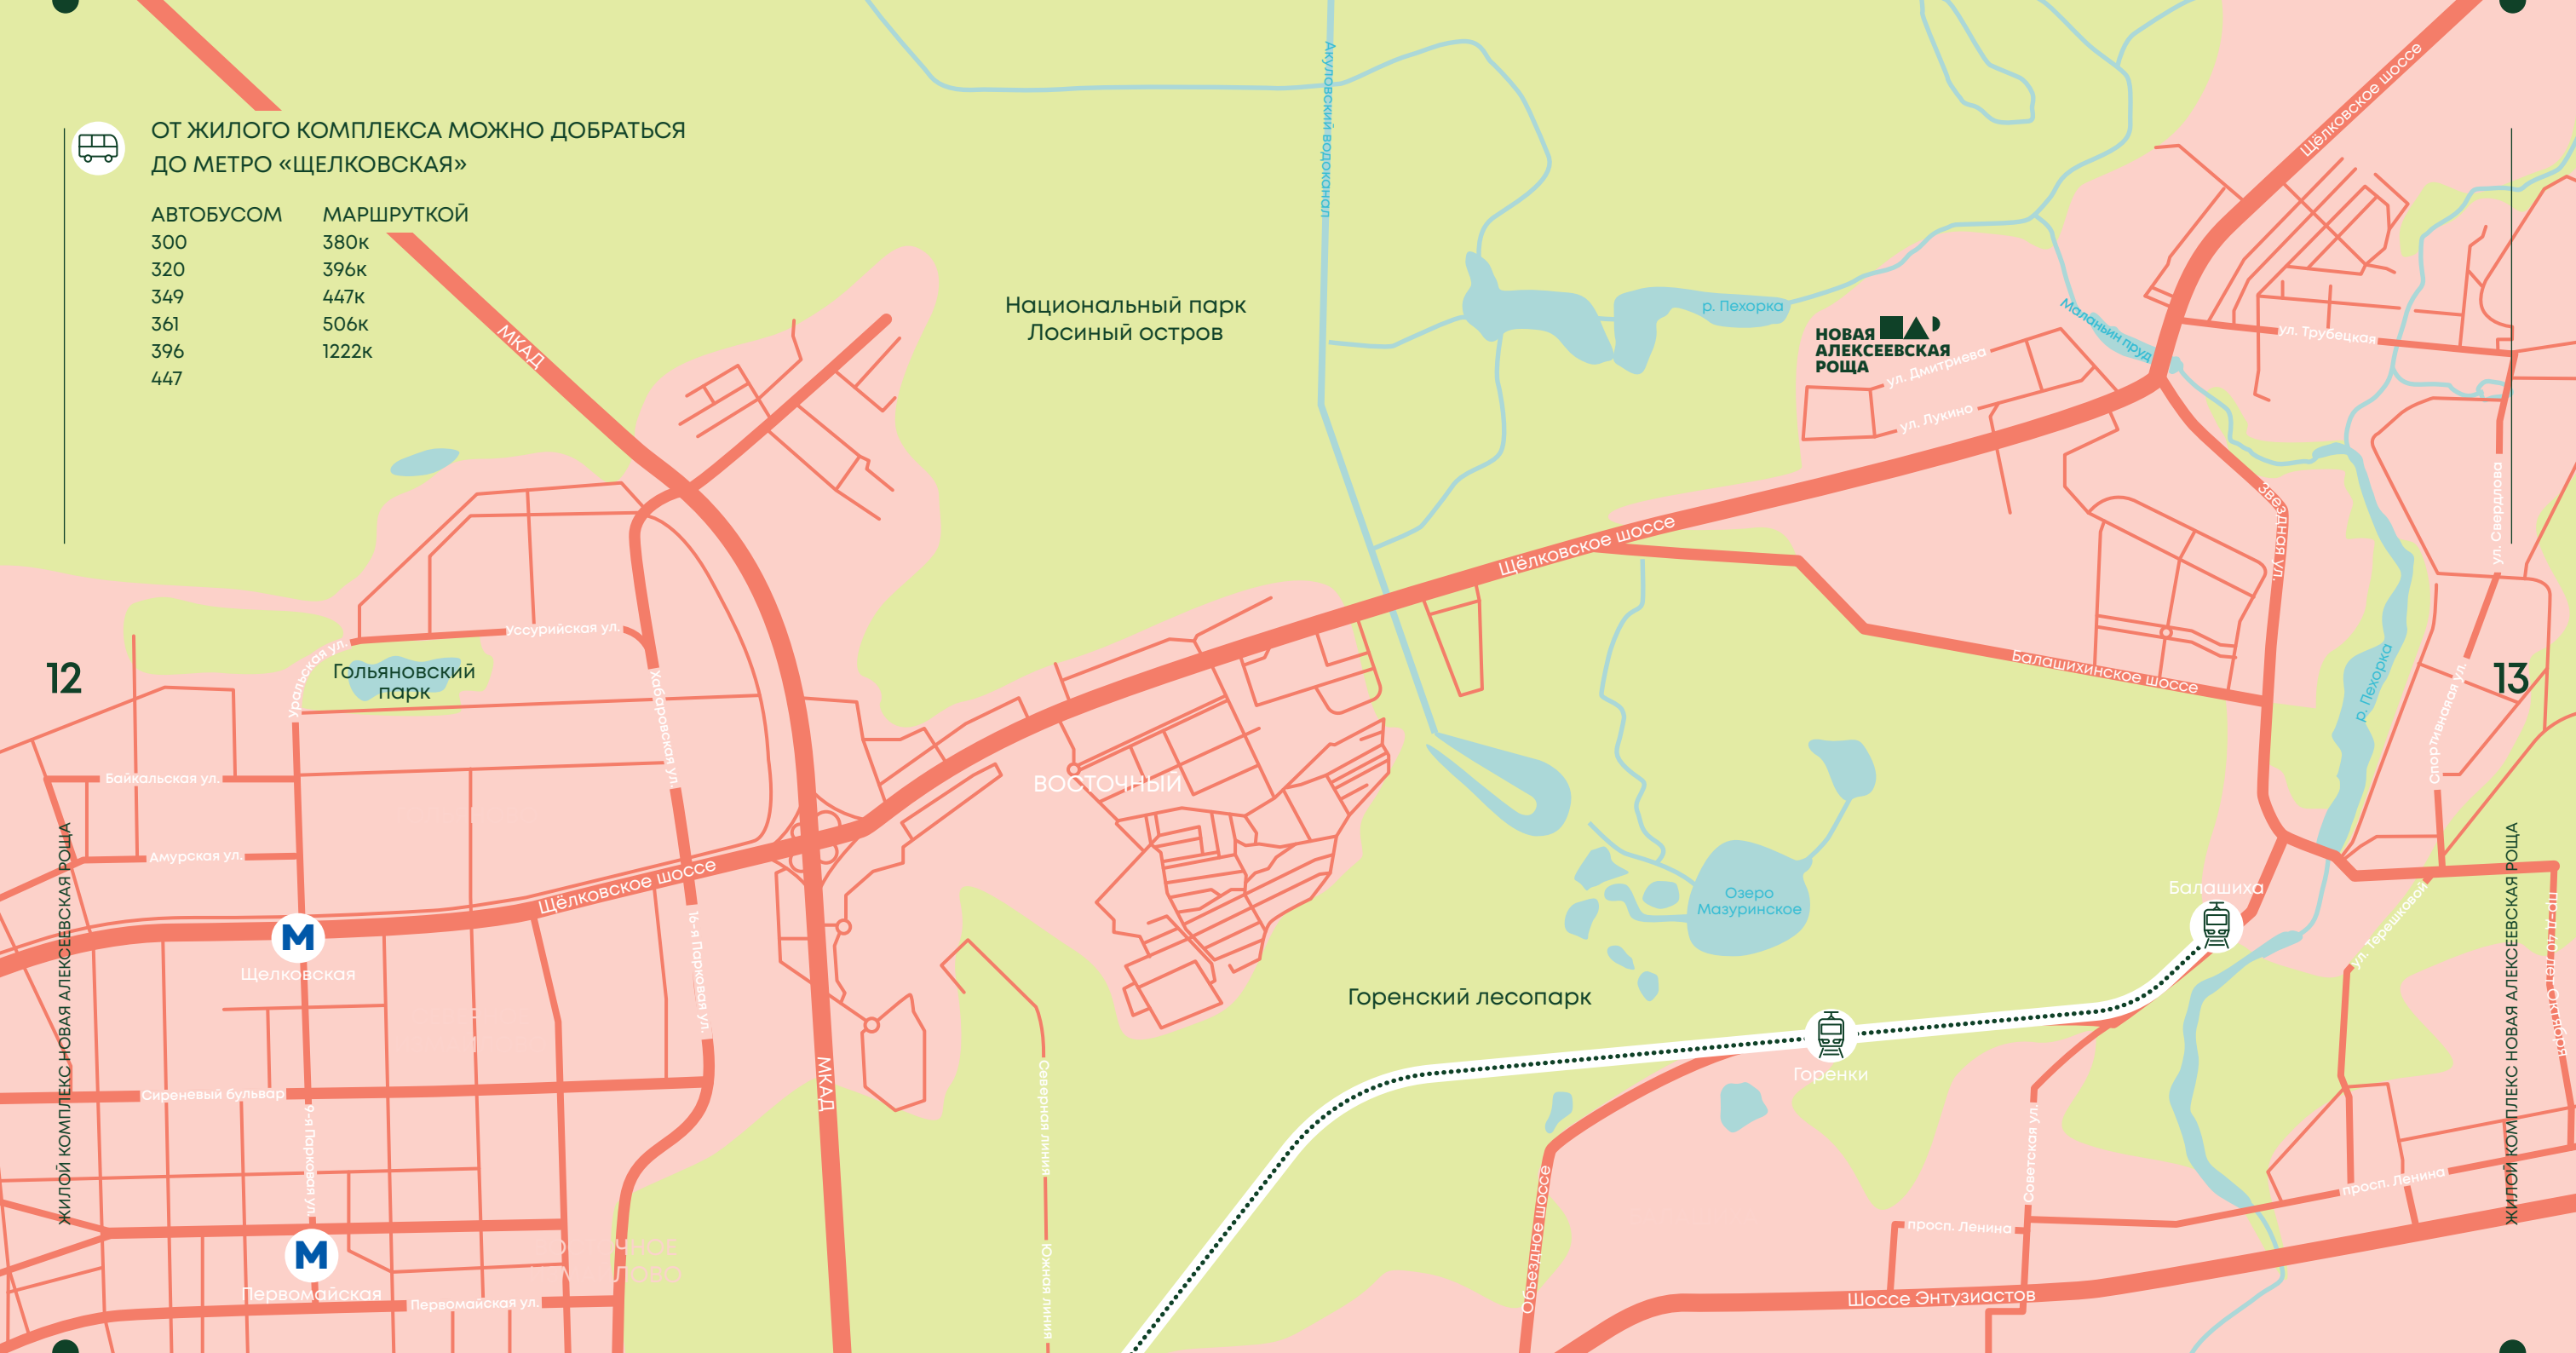 ОТ ЖИЛОГО КОМПЛЕКСА МОЖНО ДОБРАТЬСЯ
ДО МЕТРО «ЩЕЛКОВСКАЯ»
АВТОБУСОМ
300
320
349
361
396
447
МАРШРУТКОЙ
380к
396к
447к
506к
1222к
МКАД
Национальный парк
Лосиный остров
Акуловский водоканал
р. Пехорка
НОВАЯ
АЛЕКСЕЕВСКАЯ
РОЩА
ул. Дмитриева
ул. Лукино
Маланьин пруд
Щёлковское шоссе
ул. Трубецкая
ул. Свердлова
Звездная ул.
Щёлковское шоссе
Балашихинское шоссе
р. Пехорка
Спортивнаяя ул.
12
13
Уссурийская ул.
Уральская ул.
Гольяновский
парк
Хабаровская ул.
Байкальская ул.
Амурская ул.
ВОСТОЧНЫЙ
Щёлковское шоссе
16-я Парковая ул.
Щелковская
Озеро
Мазуринское
Балашиха
ул. Терешковой
Горенский лесопарк
Горенки
МКАД
Северная линия
Южная линия
Сиреневый бульвар
9-я Парковая ул.
Первомайская
Первомайская ул.
Объездное шоссе
Советская ул.
просп. Ленина
просп. Ленина
Шоссе Энтузиастов
ЖИЛОЙ КОМПЛЕКС НОВАЯ АЛЕКСЕЕВСКАЯ РОЩА
ЖИЛОЙ КОМПЛЕКС НОВАЯ АЛЕКСЕЕВСКАЯ РОЩА